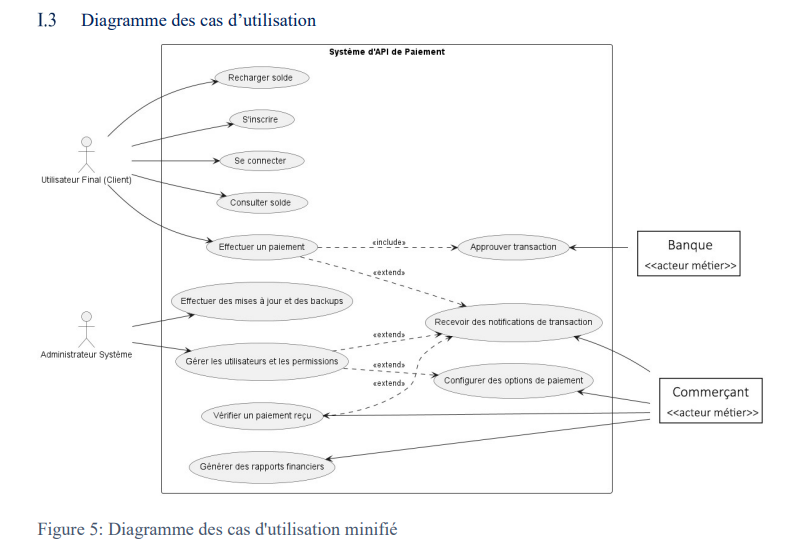 I.3 Diagramme des cas d’utilisation
Système d'API de Paiement
Recharger solde
S'inscrire
Se connecter
Utilisateur Final (Client)
Consulter solde
Effectuer un paiement
«include»
Approuver transaction
Banque
<<acteur métier>>
«extend»
Effectuer des mises à jour et des backups
Recevoir des notifications de transaction
Administrateur Système
«extend»
Gérer les utilisateurs et les permissions
«extend»
«extend»
Configurer des options de paiement
Commerçant
<<acteur métier>>
Vérifier un paiement reçu
Générer des rapports financiers
Figure 5: Diagramme des cas d'utilisation minifié